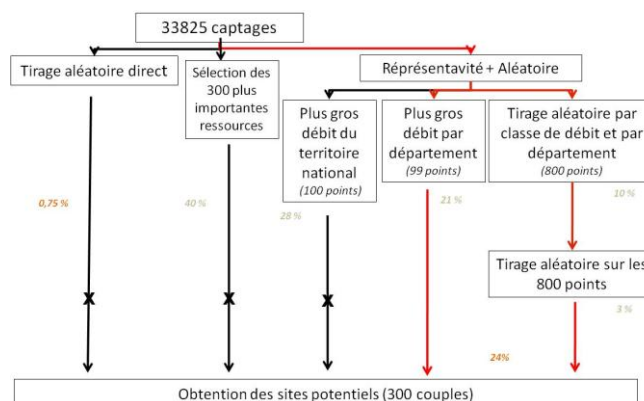 33825 captages
Tirage aléatoire direct
Sélection des
300 plus
importantes
ressources
Réprésentavité + Aléatoire
Plus gros
débit du
territoire
national
(100 points)
Plus gros
débit par
département
(99 points)
Tirage aléatoire par
classe de débit et par
département
(800 points)
0,75 %
40 %
28 %
21 %
10 %
Tirage aléatoire sur les
800 points
3 %
24%
Obtention des sites potentiels (300 couples)